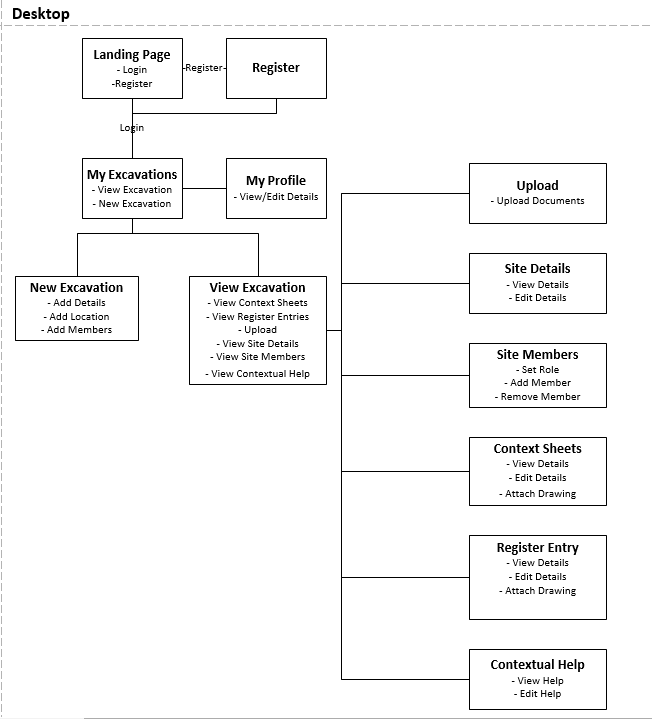 Desktop
Landing Page
- Login
-Register
-Register-
Register
Login
My Excavations
- View Excavation
- New Excavation
My Profile
- View/Edit Details
New Excavation
- Add Details
- Add Location
- Add Members
View Excavation
- View Context Sheets
- View Register Entries
- Upload
- View Site Details
- View Site Members
- View Contextual Help
Upload
- Upload Documents
Site Details
- View Details
- Edit Details
Site Members
- Set Role
- Add Member
- Remove Member
Context Sheets
- View Details
- Edit Details
- Attach Drawing
Register Entry
- View Details
- Edit Details
- Attach Drawing
Contextual Help
- View Help
- Edit Help